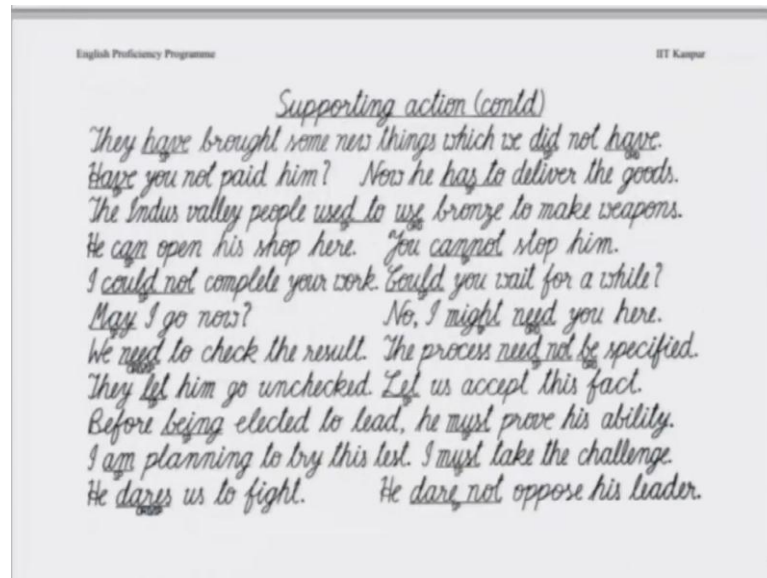 English Proficiency Programme IIT Kanpur
Supporting action (contd)
They have brought some new things which we did not have.
Have you not paid him? Now he has to deliver the goods.
The Indus valley people used to use bronze to make weapons.
He can open his shop here. You cannot stop him.
I could not complete your work. Could you wait for a while?
May I go now? No, I might need you here.
We need to check the result. The process need not be specified.
They let him go unchecked. Let us accept this fact.
Before being elected to lead, he must prove his ability.
I am planning to try this test. I must take the challenge.
He dares us to fight. He dare not oppose his leader.